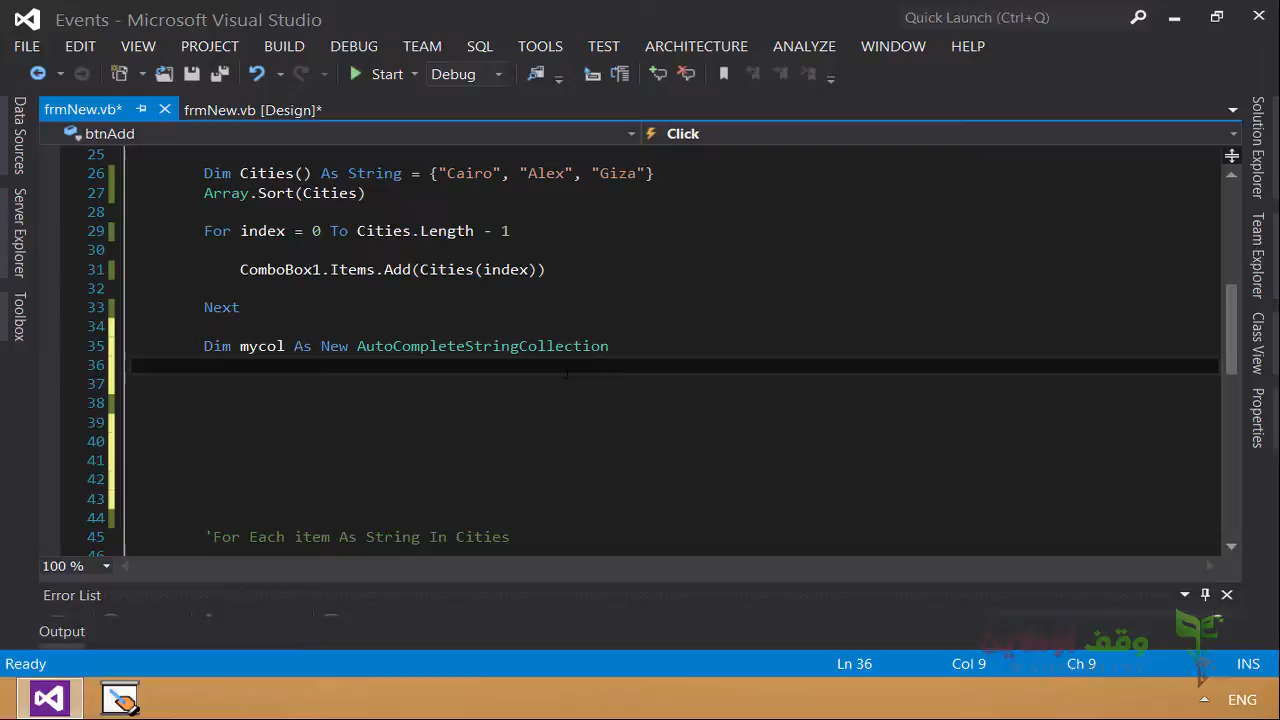 Events - Microsoft Visual Studio
Quick Launch (Ctrl+Q)
FILE EDIT VIEW PROJECT BUILD DEBUG TEAM SQL TOOLS TEST ARCHITECTURE ANALYZE WINDOW HELP
Start Debug
frmNew.vb* frmNew.vb [Design]*
btnAdd Click
Data Sources
Server Explorer
Toolbox
25
26 Dim Cities() As String = {"Cairo", "Alex", "Giza"}
27 Array.Sort(Cities)
28
29 For index = 0 To Cities.Length - 1
30
31 ComboBox1.Items.Add(Cities(index))
32
33 Next
34
35 Dim mycol As New AutoCompleteStringCollection
36
37
38
39
40
41
42
43
44
45 'For Each item As String In Cities
46
Solution Explorer
Team Explorer
Class View
Properties
100 %
Error List
Output
وقف أونلاين
Ready Ln 36 Col 9 Ch 9 INS
ENG